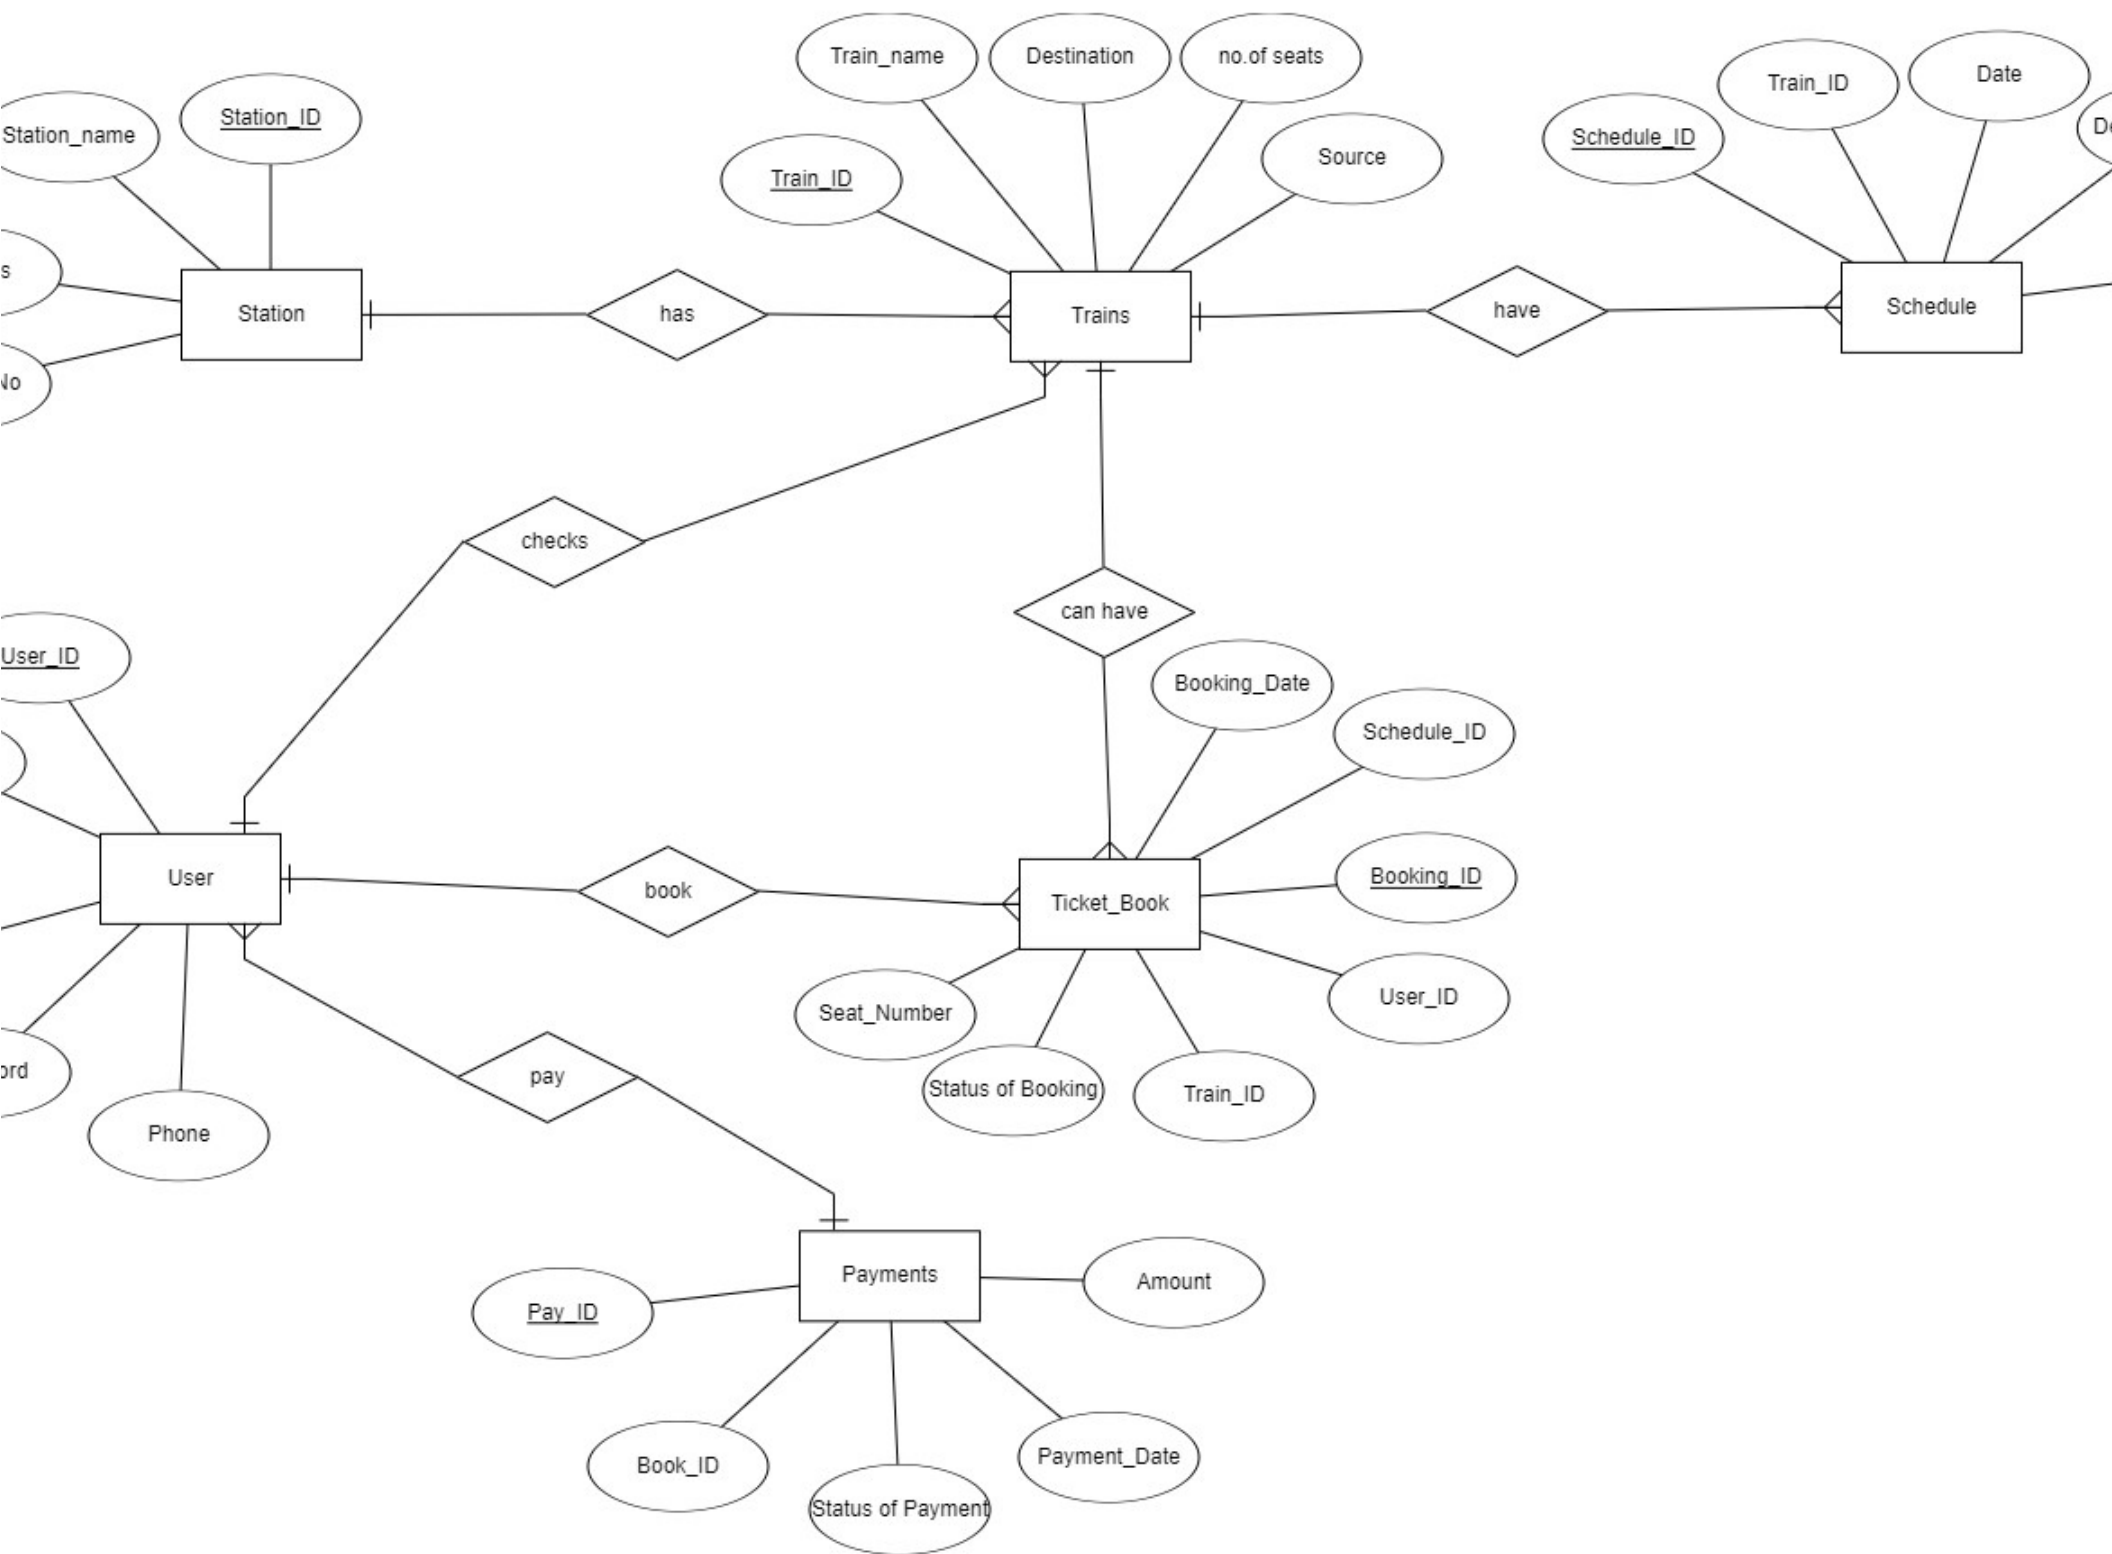 Train_name
Destination
no.of seats
Train_ID
Date
Station_name
Station_ID
Schedule_ID
Source
Train_ID
s
No
Station
has
Trains
have
Schedule
checks
can have
User_ID
Booking_Date
Schedule_ID
User
book
Ticket_Book
Booking_ID
User_ID
Seat_Number
ord
pay
Status of Booking
Train_ID
Phone
Payments
Amount
Pay_ID
Book_ID
Payment_Date
Status of Payment